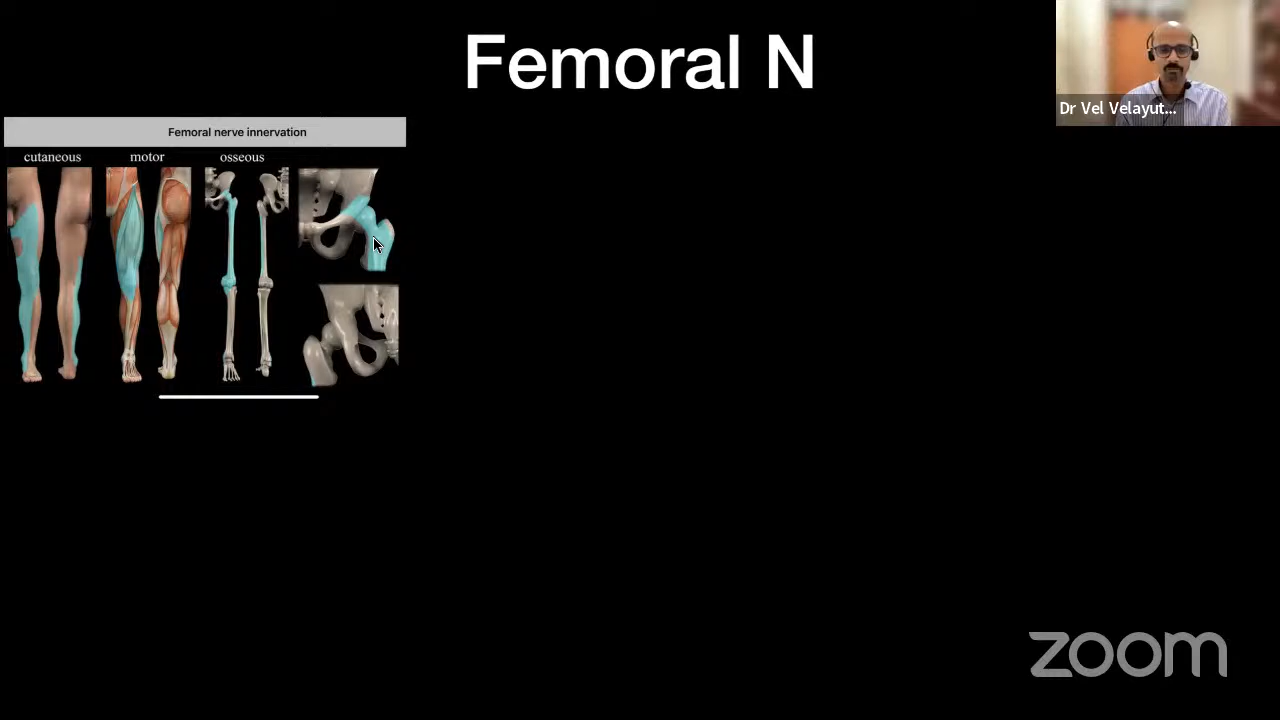 Femoral N
Dr Vel Velayut...
Femoral nerve innervation
cutaneous motor osseous
zoom